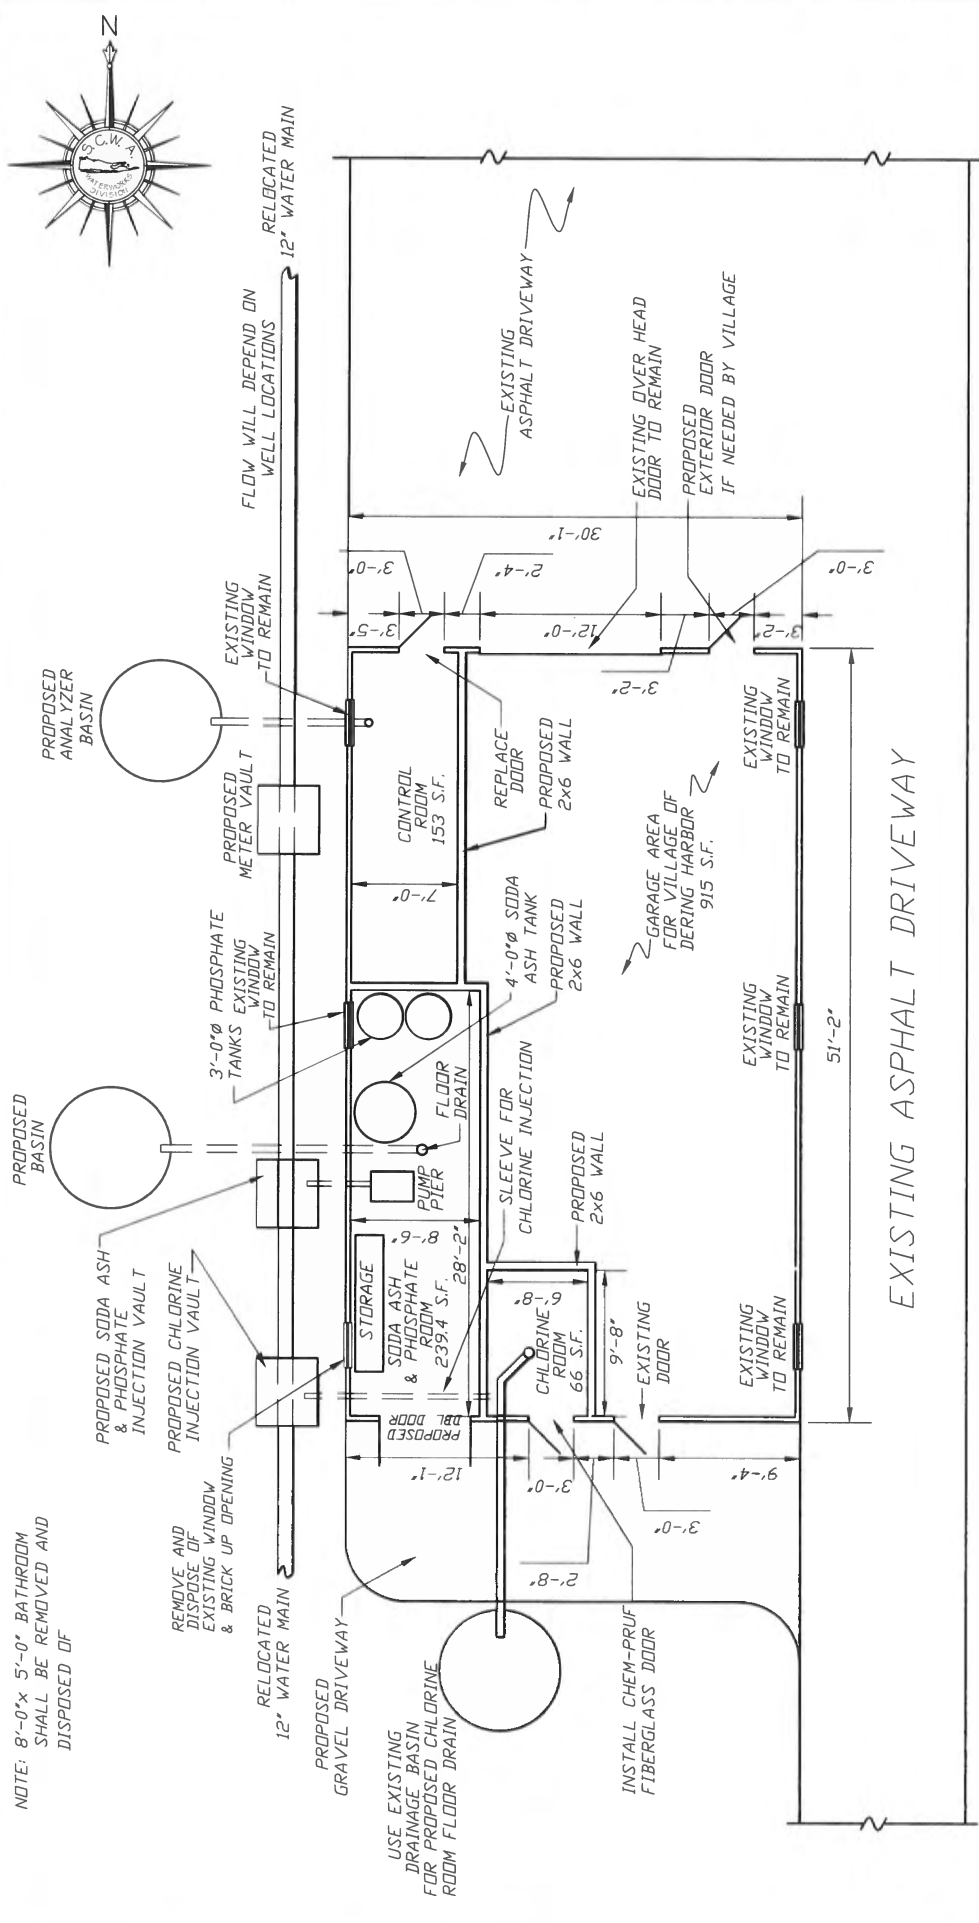 NOTE: 8'-0"x 5'-0" BATHROOM
SHALL BE REMOVED AND
DISPOSED OF
PROPOSED
BASIN
PROPOSED
ANALYZER
BASIN
N
S.C.W.A.
WATERWORKS
DIVISION
PROPOSED SODA ASH
& PHOSPHATE
INJECTION VAULT
PROPOSED CHLORINE
INJECTION VAULT
REMOVE AND
DISPOSE OF
EXISTING WINDOW
& BRICK UP OPENING
3'-0"Ø PHOSPHATE
TANKS
EXISTING
WINDOW
TO REMAIN
PROPOSED
METER VAULT
EXISTING
WINDOW
TO REMAIN
FLOW WILL DEPEND ON
WELL LOCATIONS
RELOCATED
12" WATER MAIN
RELOCATED
12" WATER MAIN
PROPOSED
GRAVEL DRIVEWAY
USE EXISTING
DRAINAGE BASIN
FOR PROPOSED CHLORINE
ROOM FLOOR DRAIN
PROPOSED
DBL DOOR
STORAGE
SODA ASH
& PHOSPHATE
ROOM
239.4 S.F.
8'-6"
28'-2"
PUMP
PIER
FLOOR
DRAIN
4'-0"Ø SODA
ASH TANK
SLEEVE FOR
CHLORINE INJECTION
PROPOSED
2x6 WALL
CONTROL
ROOM
153 S.F.
7'-0"
REPLACE
DOOR
PROPOSED
2x6 WALL
3'-5"
3'-0"
2'-4"
12'-0"
30'-1"
3'-2"
3'-0"
3'-2"
EXISTING
ASPHALT DRIVEWAY
EXISTING OVER HEAD
DOOR TO REMAIN
PROPOSED
EXTERIOR DOOR
IF NEEDED BY VILLAGE
12'-1"
3'-0"
2'-8"
3'-0"
9'-4"
INSTALL CHEM-PRUF
FIBERGLASS DOOR
CHLORINE
ROOM
66 S.F.
6'-8"
9'-8"
EXISTING
DOOR
PROPOSED
2x6 WALL
GARAGE AREA
FOR VILLAGE OF
DERING HARBOR
915 S.F.
EXISTING
WINDOW
TO REMAIN
EXISTING
WINDOW
TO REMAIN
EXISTING
WINDOW
TO REMAIN
51'-2"
EXISTING ASPHALT DRIVEWAY